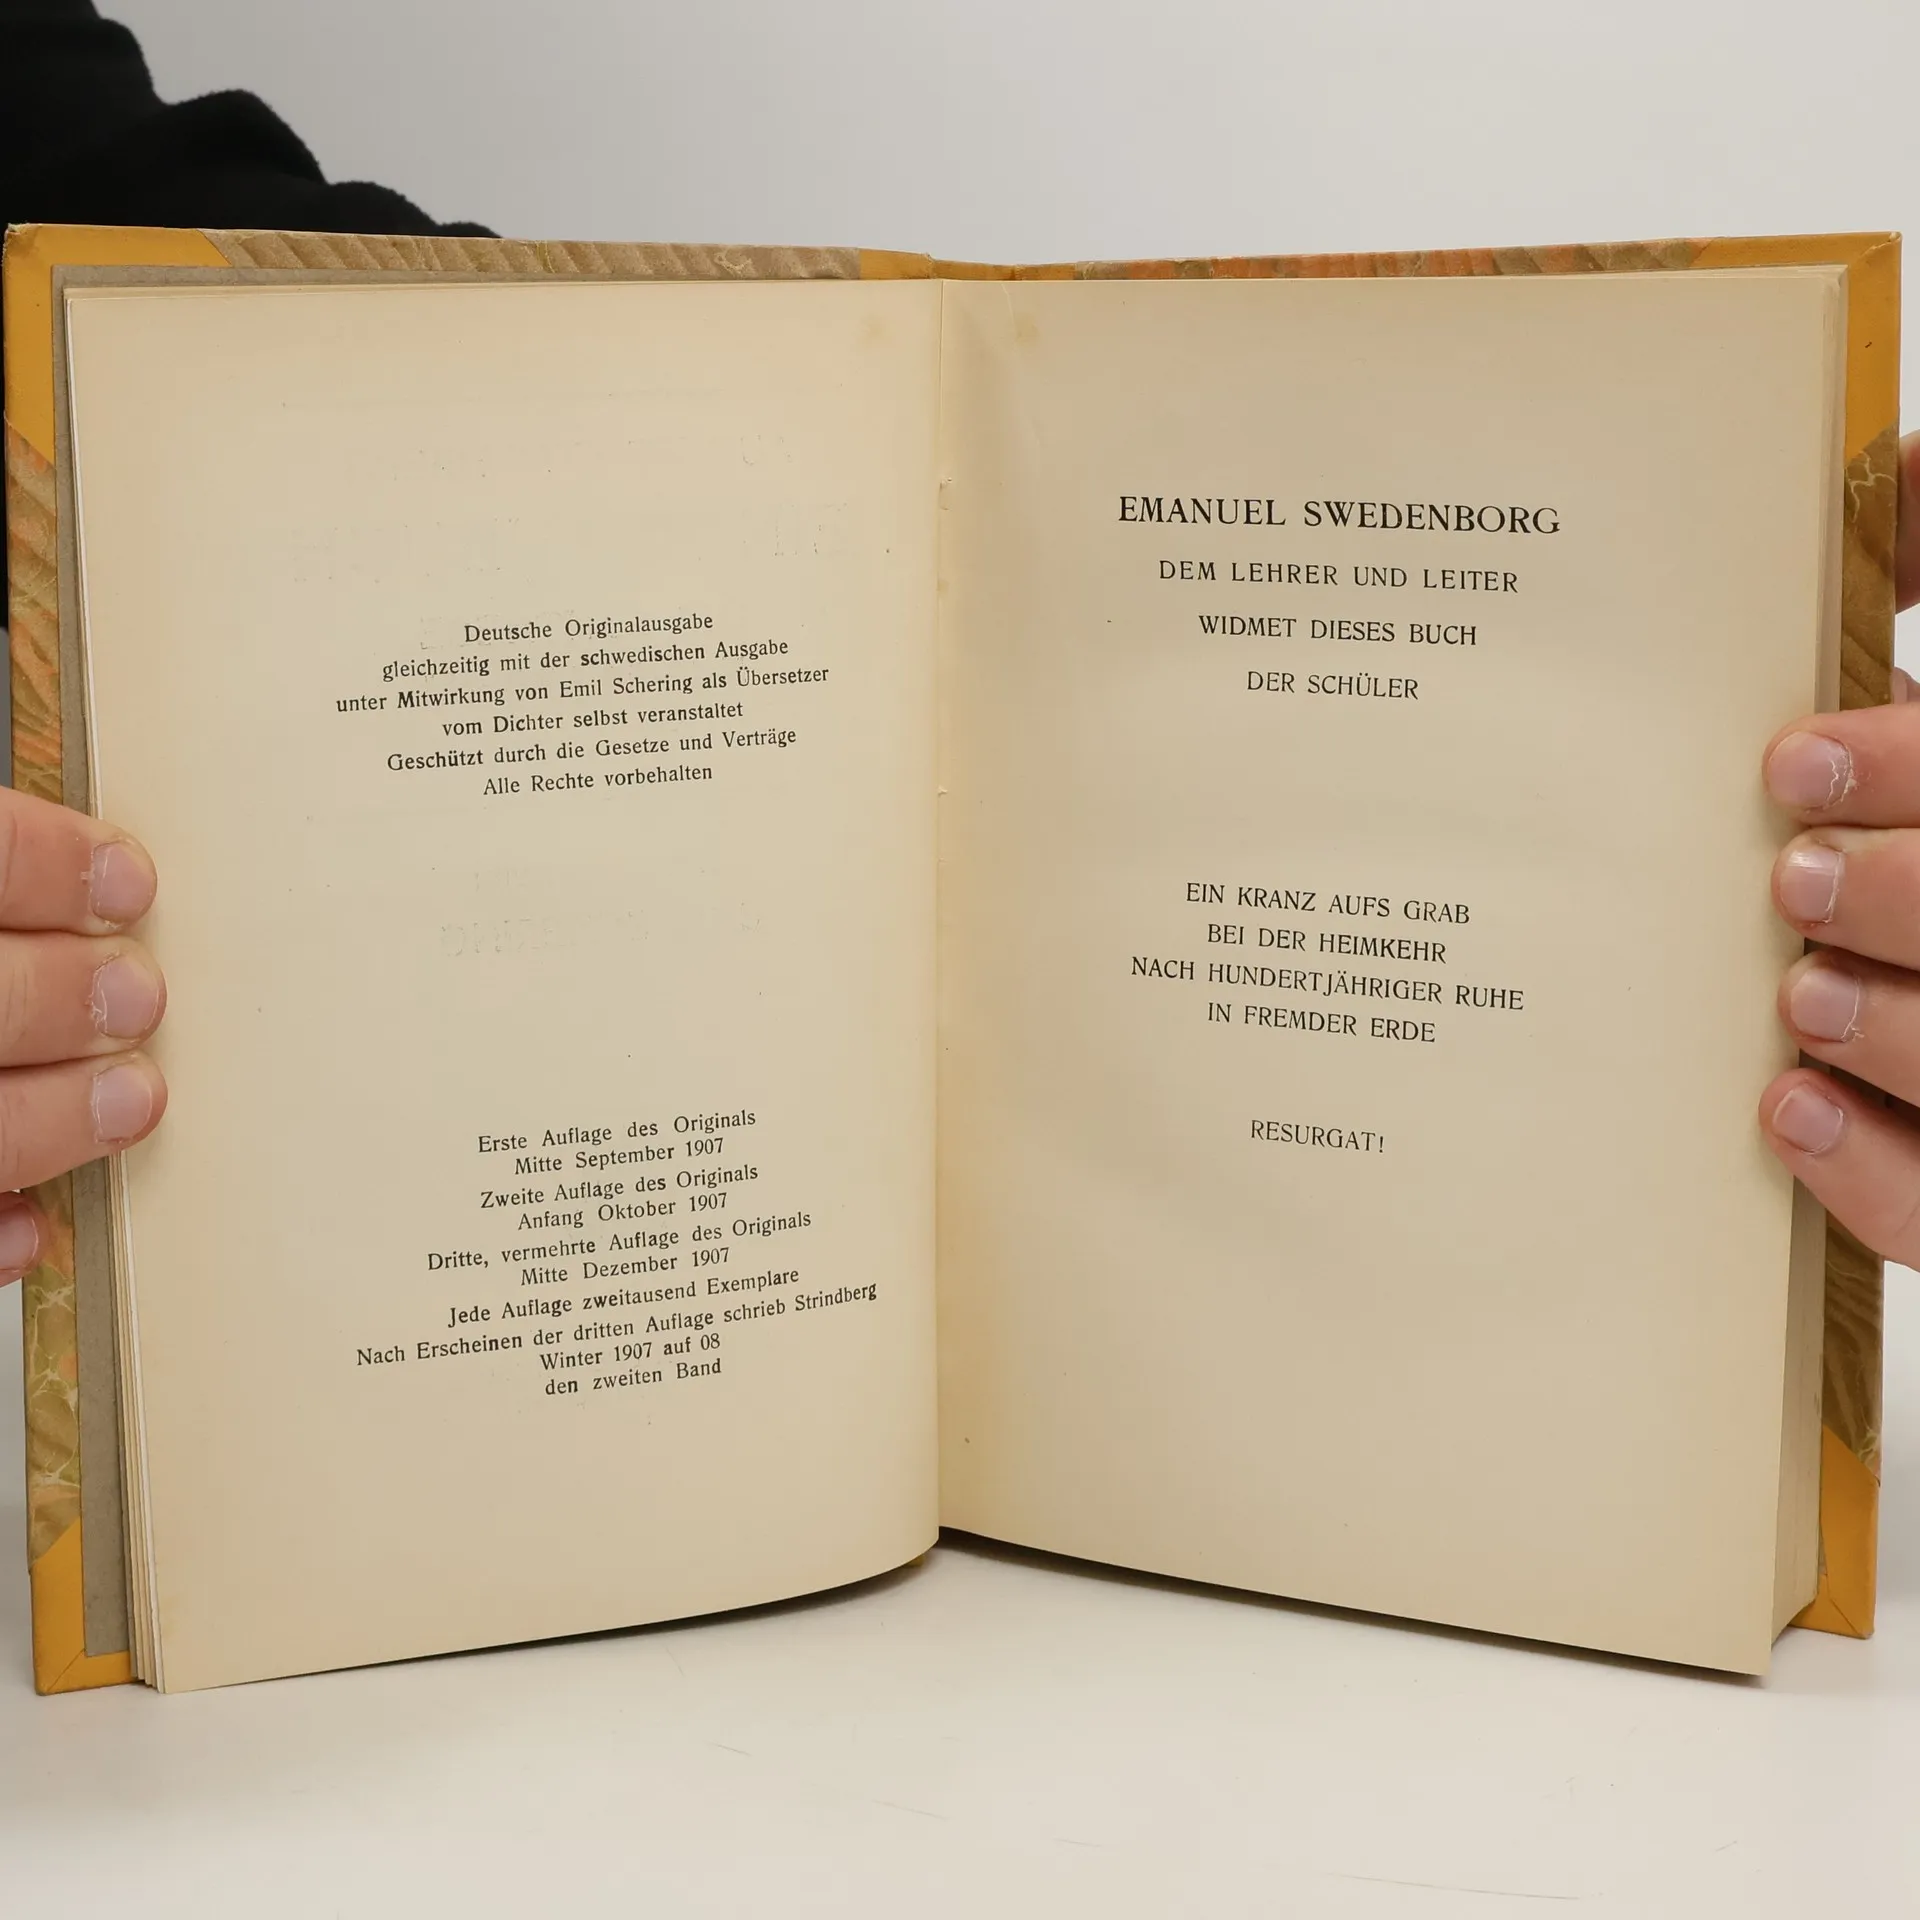 Deutsche Originalausgabe
gleichzeitig mit der schwedischen Ausgabe
unter Mitwirkung von Emil Schering als Übersetzer
vom Dichter selbst veranstaltet
Geschützt durch die Gesetze und Verträge
Alle Rechte vorbehalten
Erste Auflage des Originals
Mitte September 1907
Zweite Auflage des Originals
Anfang Oktober 1907
Dritte, vermehrte Auflage des Originals
Mitte Dezember 1907
Jede Auflage zweitausend Exemplare
Nach Erscheinen der dritten Auflage schrieb Strindberg
Winter 1907 auf 08
den zweiten Band
EMANUEL SWEDENBORG
DEM LEHRER UND LEITER
WIDMET DIESES BUCH
DER SCHÜLER
EIN KRANZ AUFS GRAB
BEI DER HEIMKEHR
NACH HUNDERTJÄHRIGER RUHE
IN FREMDER ERDE
RESURGAT!